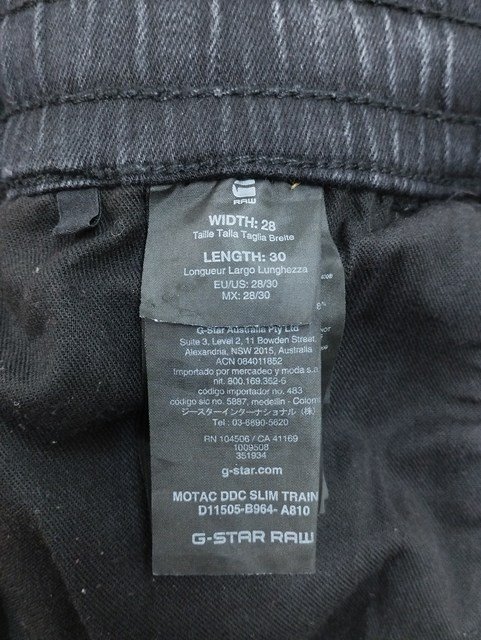 RAW
WIDTH: 28
Taille Talla Taglia Breite
LENGTH: 30
Longueur Largo Lunghezza
EU/US: 28/30
MX: 28/30
G-Star Australia Pty Ltd
Suite 3, Level 2, 11 Bowden Street,
Alexandria, NSW 2015, Australia
ACN 084011852
Importado por mercadeo y moda s.a
nit. 800.169.352-5
código importador no. 483
código sic no. 5887, medellin - Colom
ジースターインターナショナル（株）
Tel : 03-6890-5620
RN 104506 / CA 41169
1009508
351934
g-star.com
MOTAC DDC SLIM TRAIN
D11505-B964- A810
G-STAR RAW